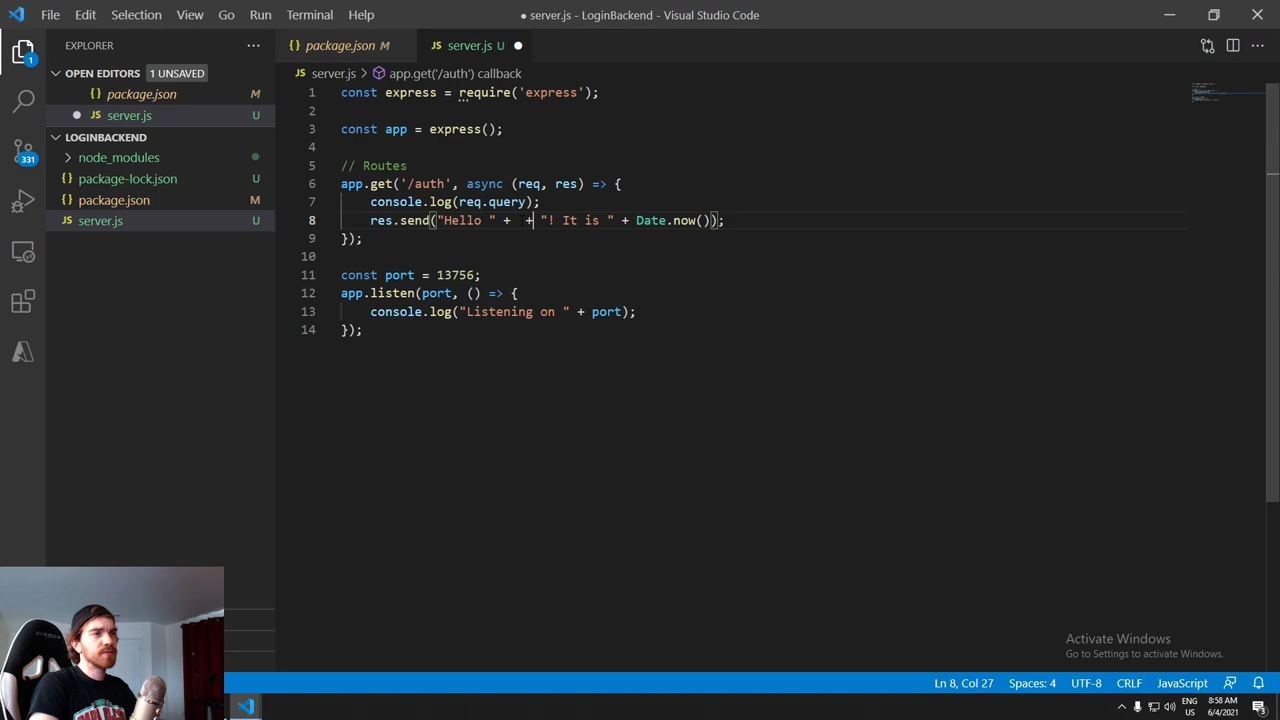 File Edit Selection View Go Run Terminal Help
● server.js - LoginBackend - Visual Studio Code
EXPLORER
{} package.json M
JS server.js U
OPEN EDITORS 1 UNSAVED
{} package.json M
JS server.js U
LOGINBACKEND
node_modules
{} package-lock.json U
{} package.json M
JS server.js U
1
331
JS server.js > app.get('/auth') callback
1 const express = require('express');
2
3 const app = express();
4
5 // Routes
6 app.get('/auth', async (req, res) => {
7 console.log(req.query);
8 res.send("Hello " +  + "! It is " + Date.now());
9 });
10
11 const port = 13756;
12 app.listen(port, () => {
13 console.log("Listening on " + port);
14 });
Activate Windows
Go to Settings to activate Windows.
Ln 8, Col 27 Spaces: 4 UTF-8 CRLF JavaScript
ENG
US
8:58 AM
6/4/2021
3